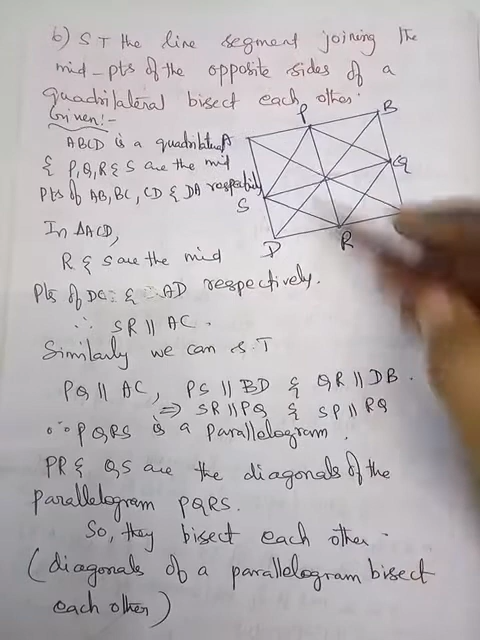 b) S T the line segment joining the
mid-pts of the opposite sides of a
quadrilateral bisect each other.
Given:-
ABCD is a quadrilateral
& P,Q,R & S are the mid
pts of AB, BC, CD & DA respectively
In ΔACD,
R & S are the mid
Pts of DC & AD respectively.
∴ SR || AC.
Similarly we can s.T
PQ || AC, PS || BD & QR || DB.
⇒ SR || PQ & SP || RQ
∴ PQRS is a parallelogram.
PR & QS are the diagonals of the
parallelogram PQRS.
So, they bisect each other.
(diagonals of a parallelogram bisect
each other)
P
B
Q
S
D
R